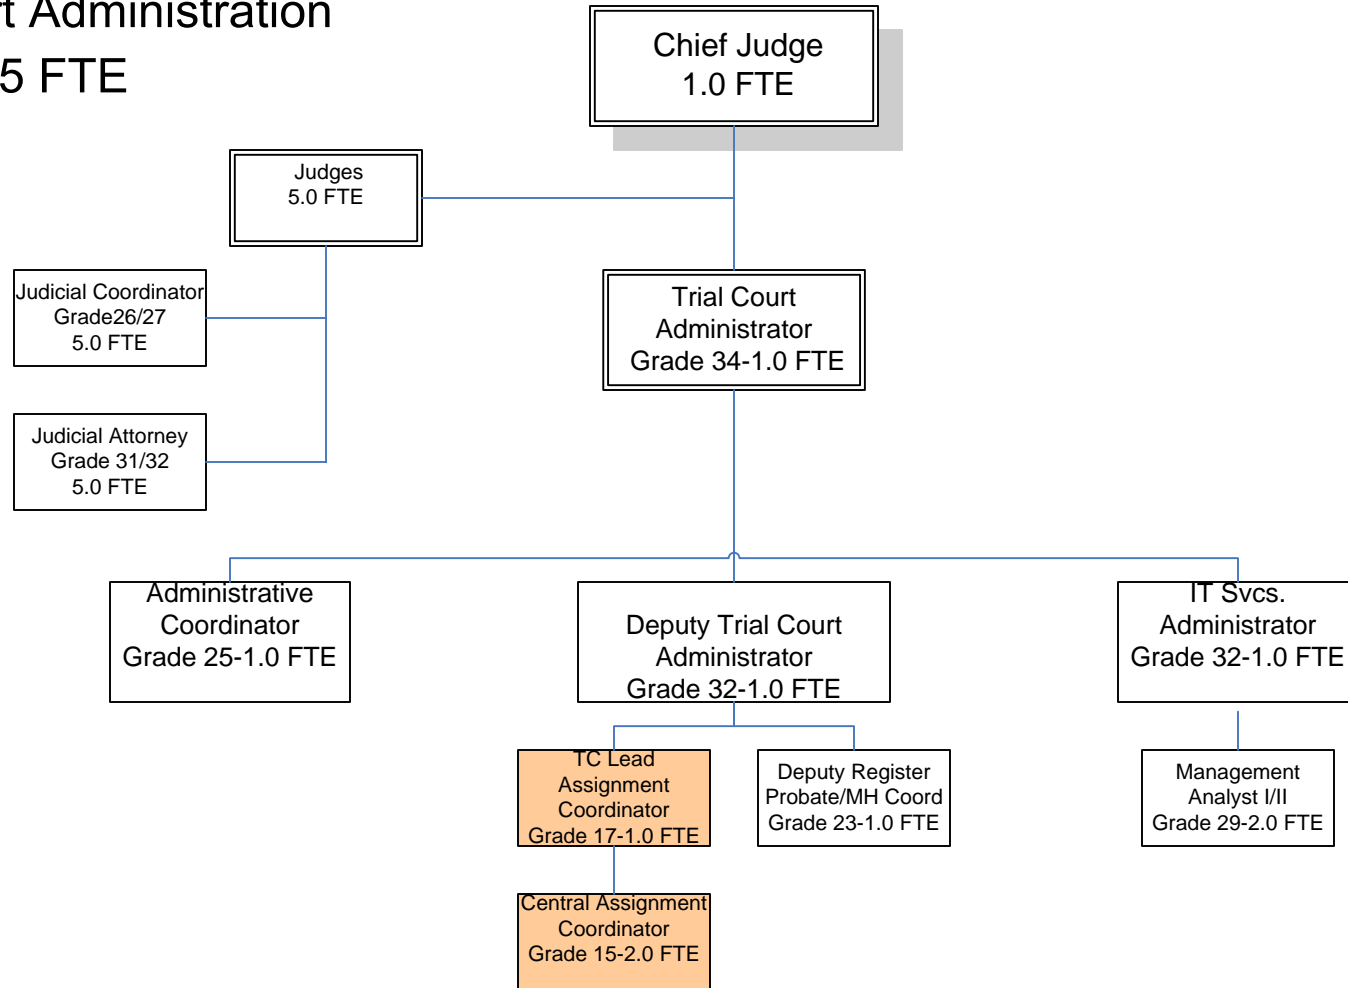 Administration
5 FTE
Chief Judge
1.0 FTE
Judges
5.0 FTE
Judicial Coordinator
Grade26/27
5.0 FTE
Trial Court
Administrator
Grade 34-1.0 FTE
Judicial Attorney
Grade 31/32
5.0 FTE
Administrative
Coordinator
Grade 25-1.0 FTE
Deputy Trial Court
Administrator
Grade 32-1.0 FTE
IT Svcs.
Administrator
Grade 32-1.0 FTE
TC Lead
Assignment
Coordinator
Grade 17-1.0 FTE
Deputy Register
Probate/MH Coord
Grade 23-1.0 FTE
Management
Analyst I/II
Grade 29-2.0 FTE
Central Assignment
Coordinator
Grade 15-2.0 FTE